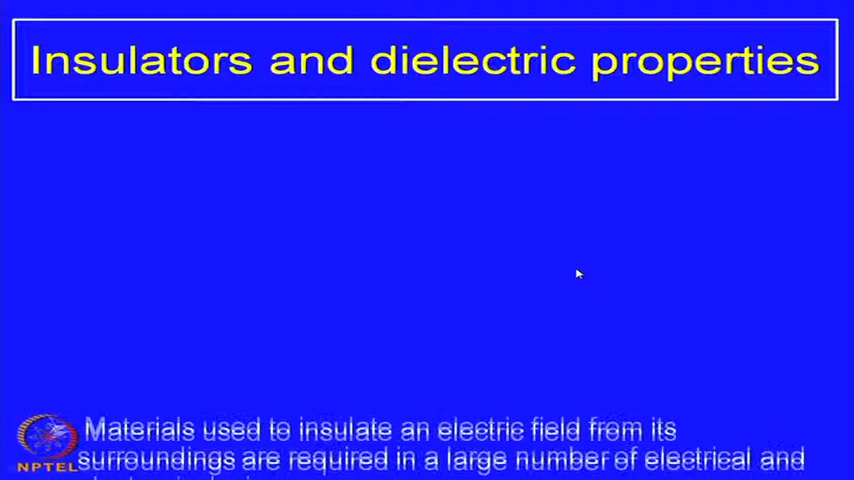 Insulators and dielectric properties
Materials used to insulate an electric field from its
surroundings are required in a large number of electrical and
NPTEL